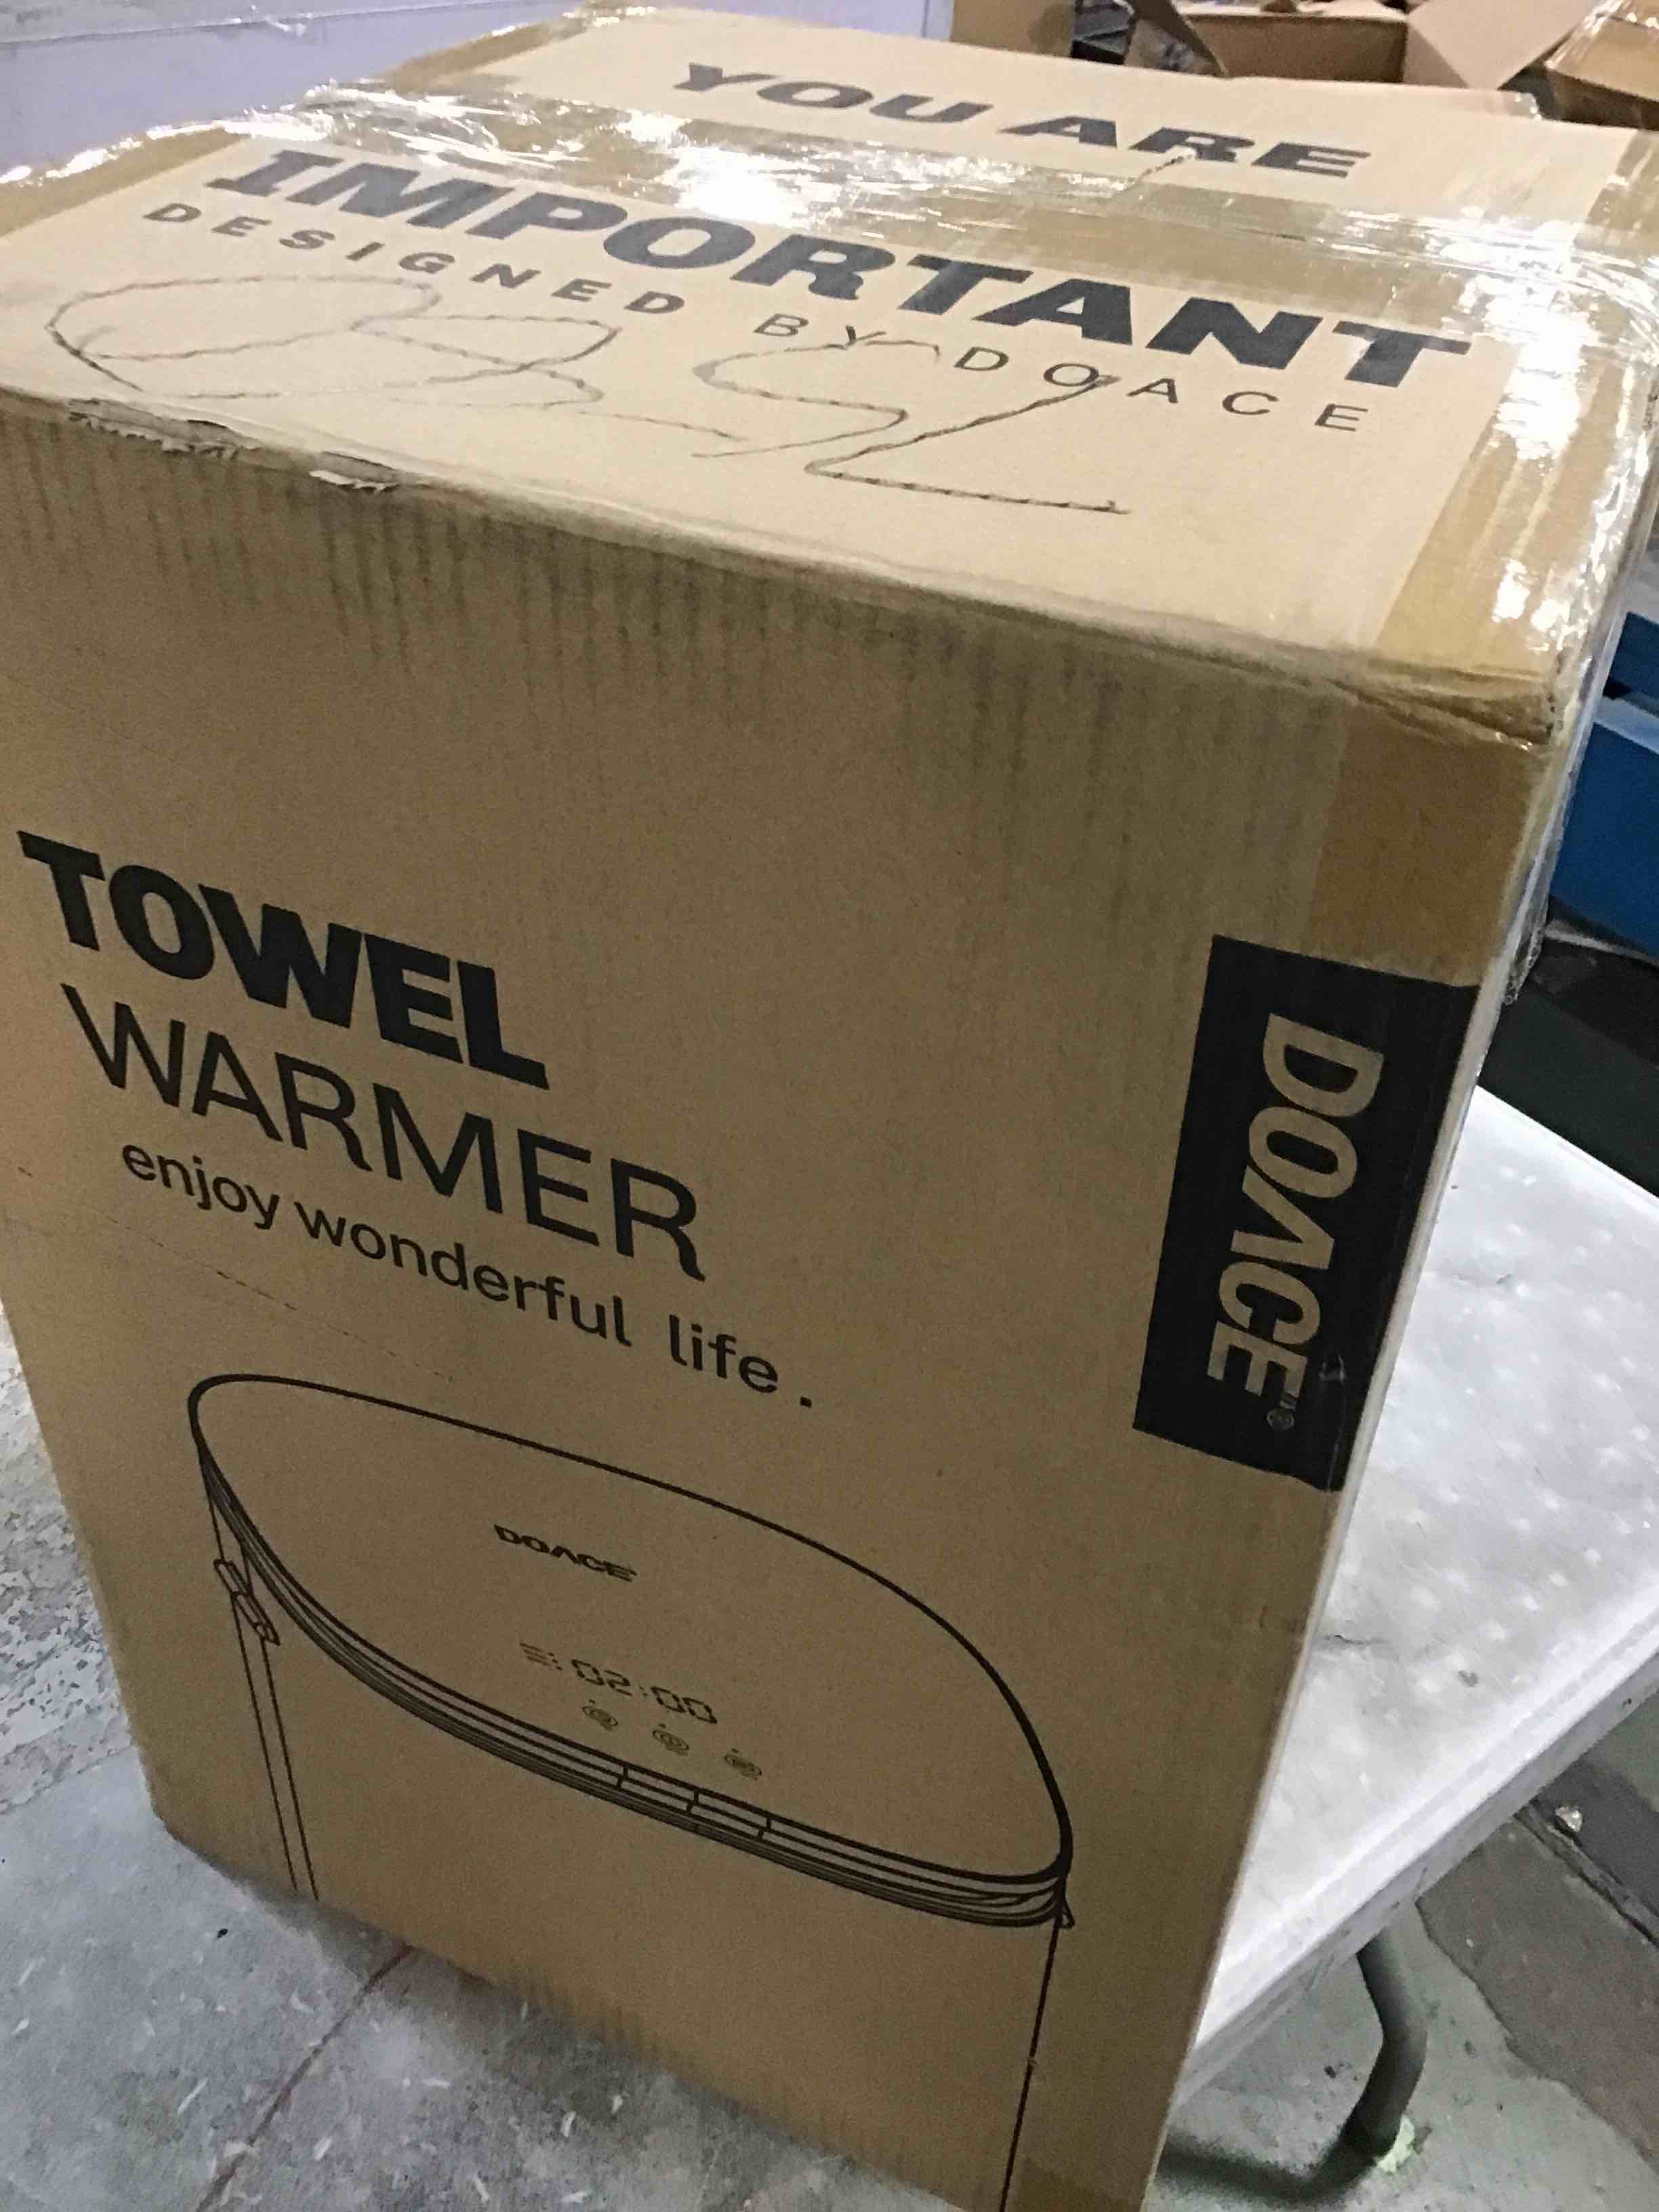 YOU ARE
IMPORTANT
DESIGNED BY DOACE
TOWEL
WARMER
enjoy wonderful life.
DOACE®
DOACE
02:00